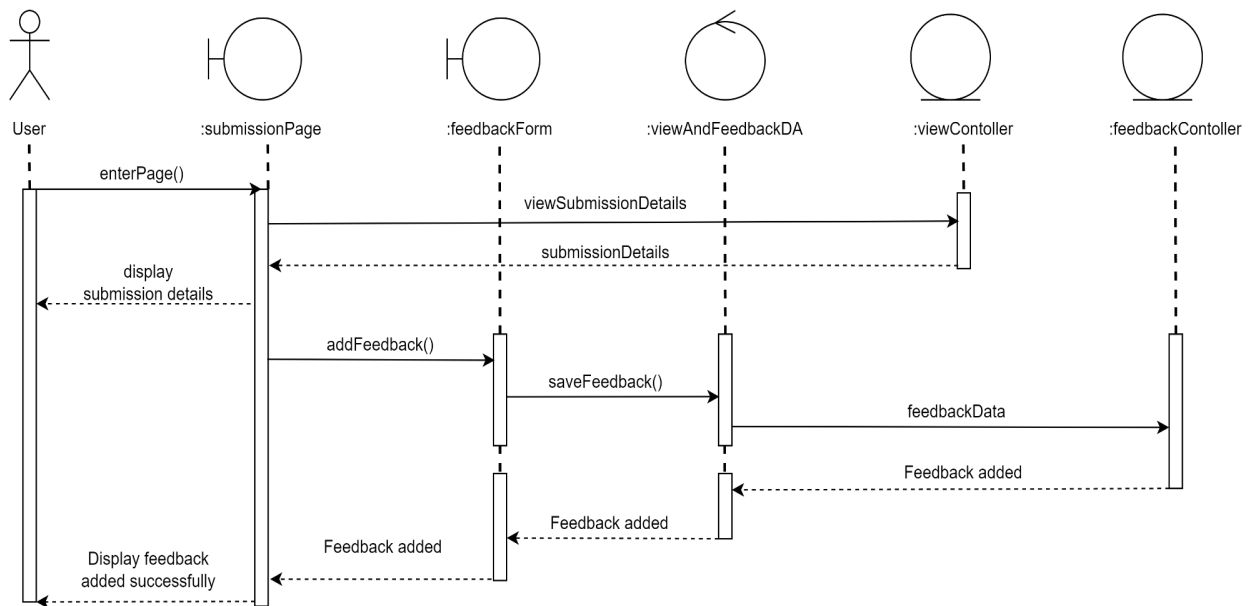 User
:submissionPage
:feedbackForm
:viewAndFeedbackDA
:viewContoller
:feedbackContoller
enterPage()
viewSubmissionDetails
submissionDetails
display
submission details
addFeedback()
saveFeedback()
feedbackData
Feedback added
Feedback added
Feedback added
Display feedback
added successfully